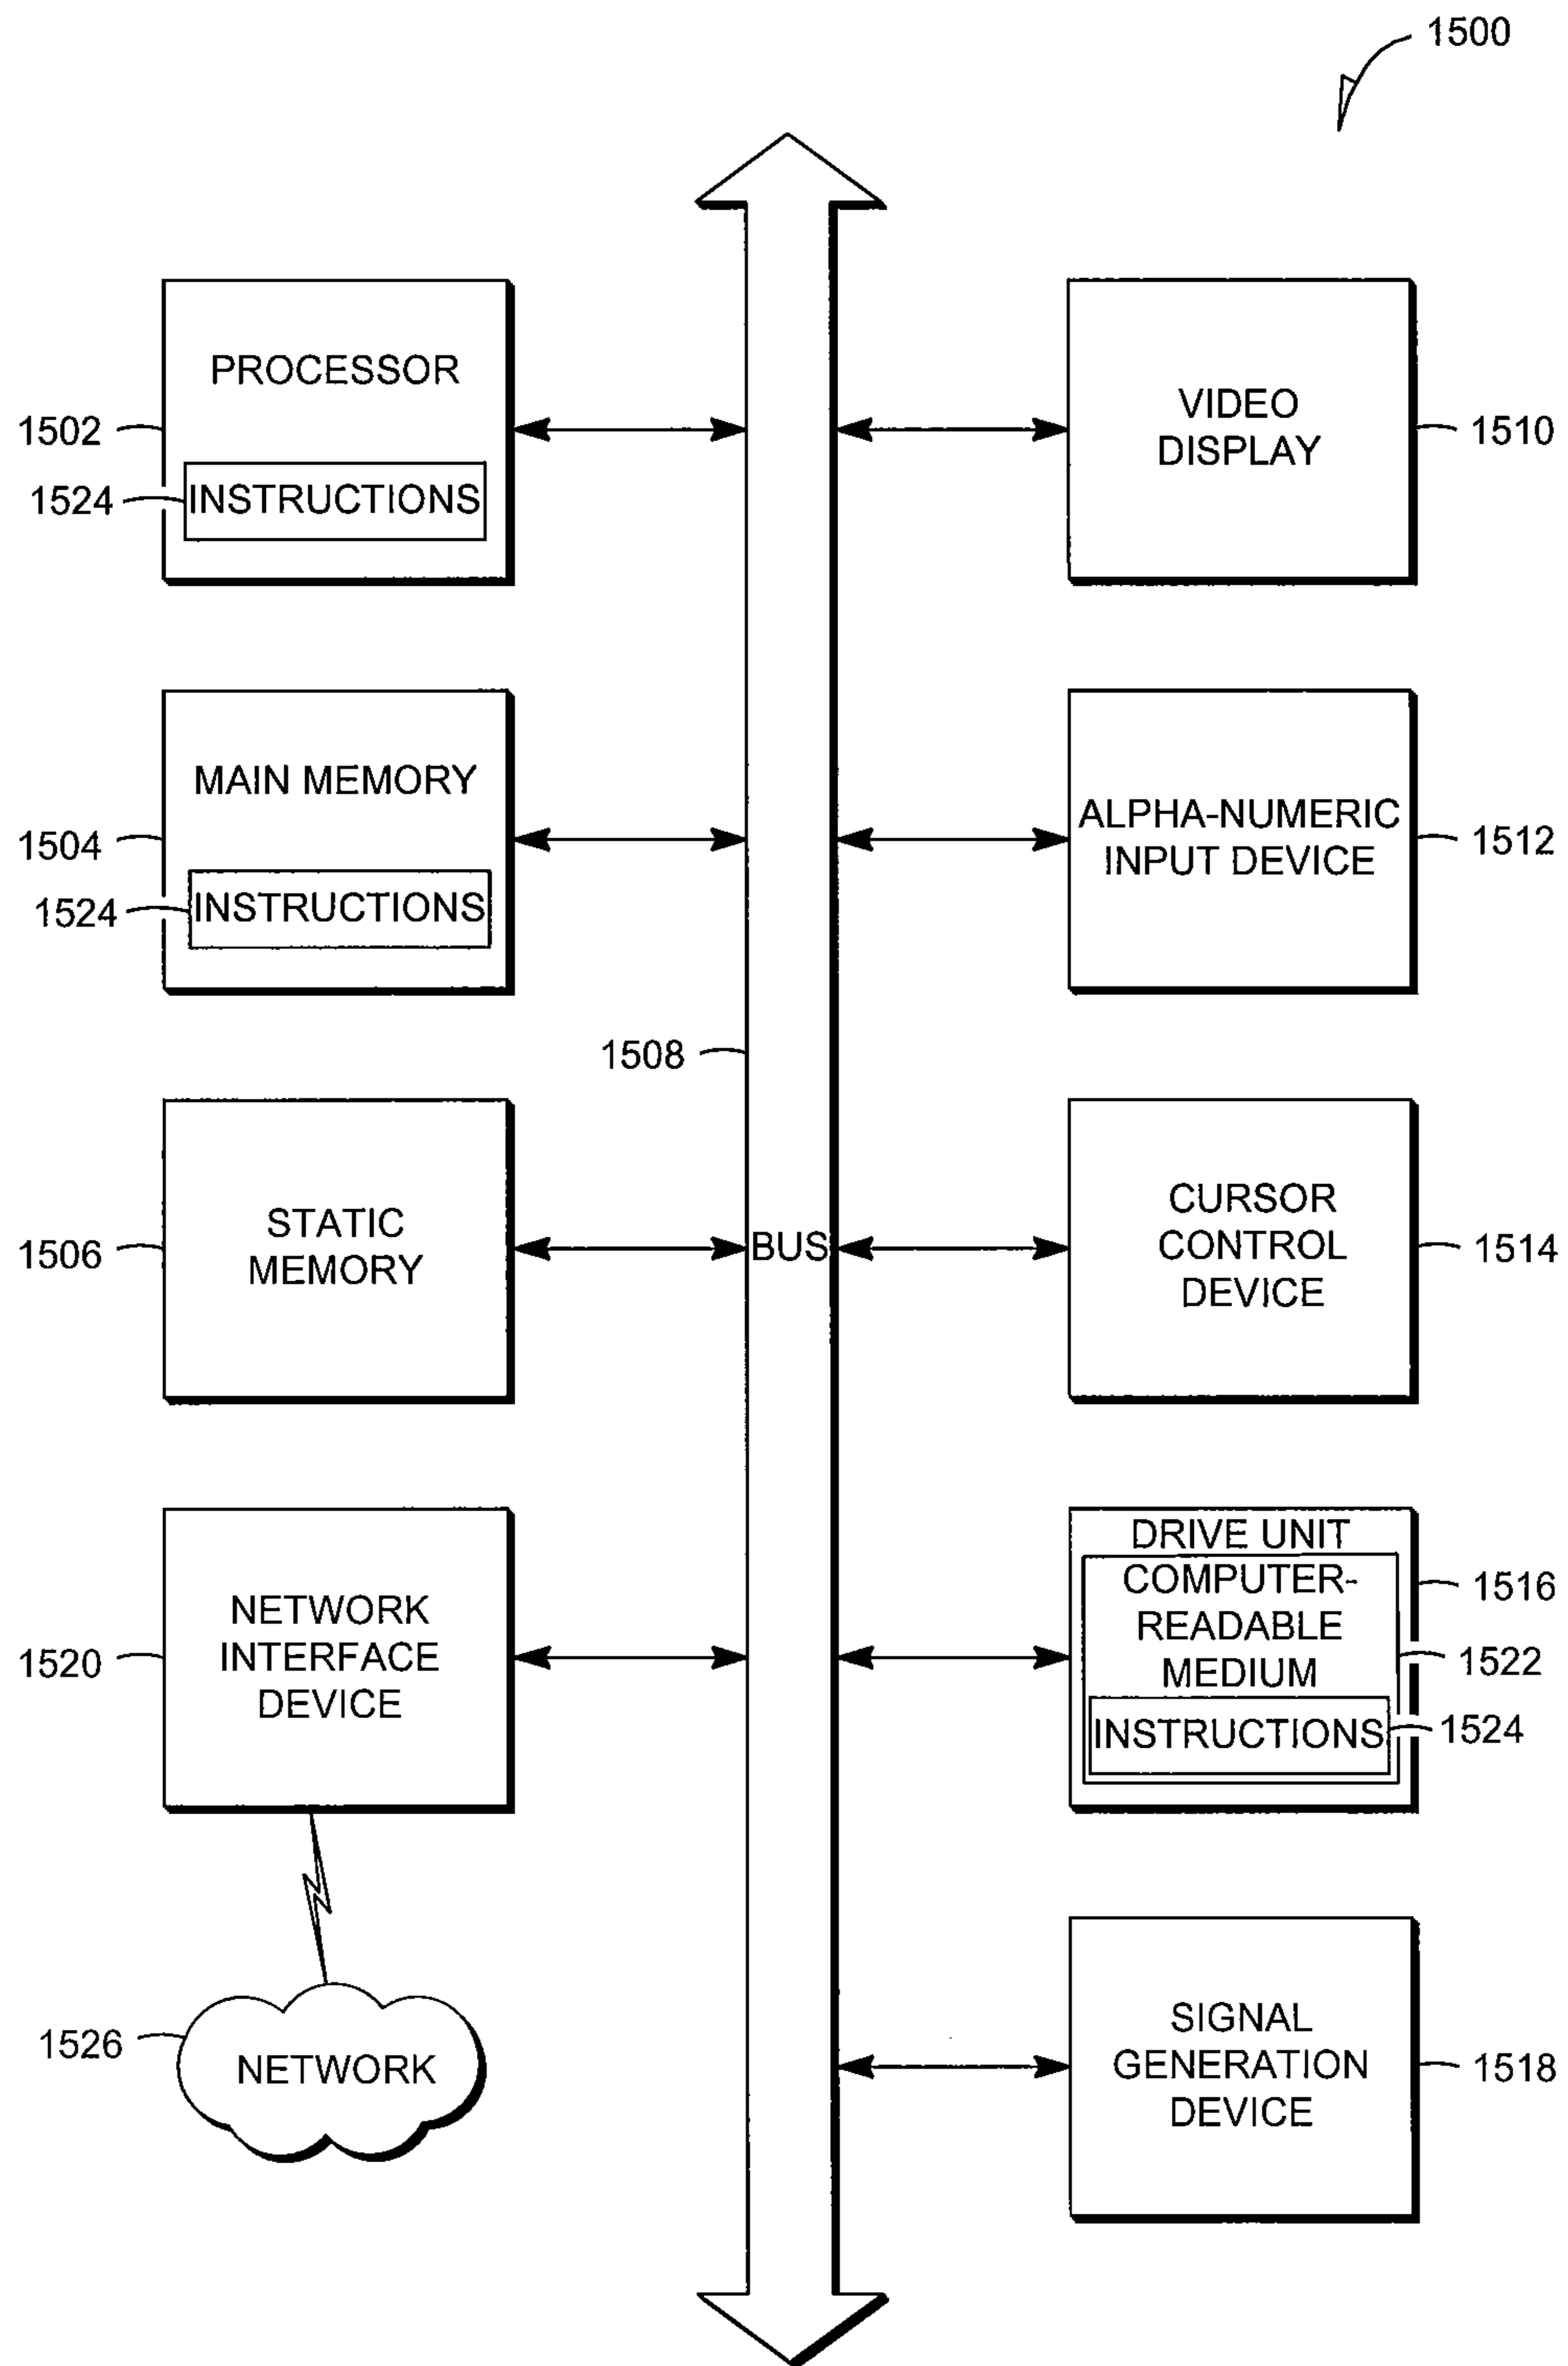 1500
PROCESSOR
1502
1524
INSTRUCTIONS
VIDEO
DISPLAY
1510
MAIN MEMORY
1504
1524
INSTRUCTIONS
ALPHA-NUMERIC
INPUT DEVICE
1512
1508
STATIC
MEMORY
1506
BUS
CURSOR
CONTROL
DEVICE
1514
NETWORK
INTERFACE
DEVICE
1520
DRIVE UNIT
COMPUTER-
READABLE
MEDIUM
INSTRUCTIONS
1516
1522
1524
1526
NETWORK
SIGNAL
GENERATION
DEVICE
1518